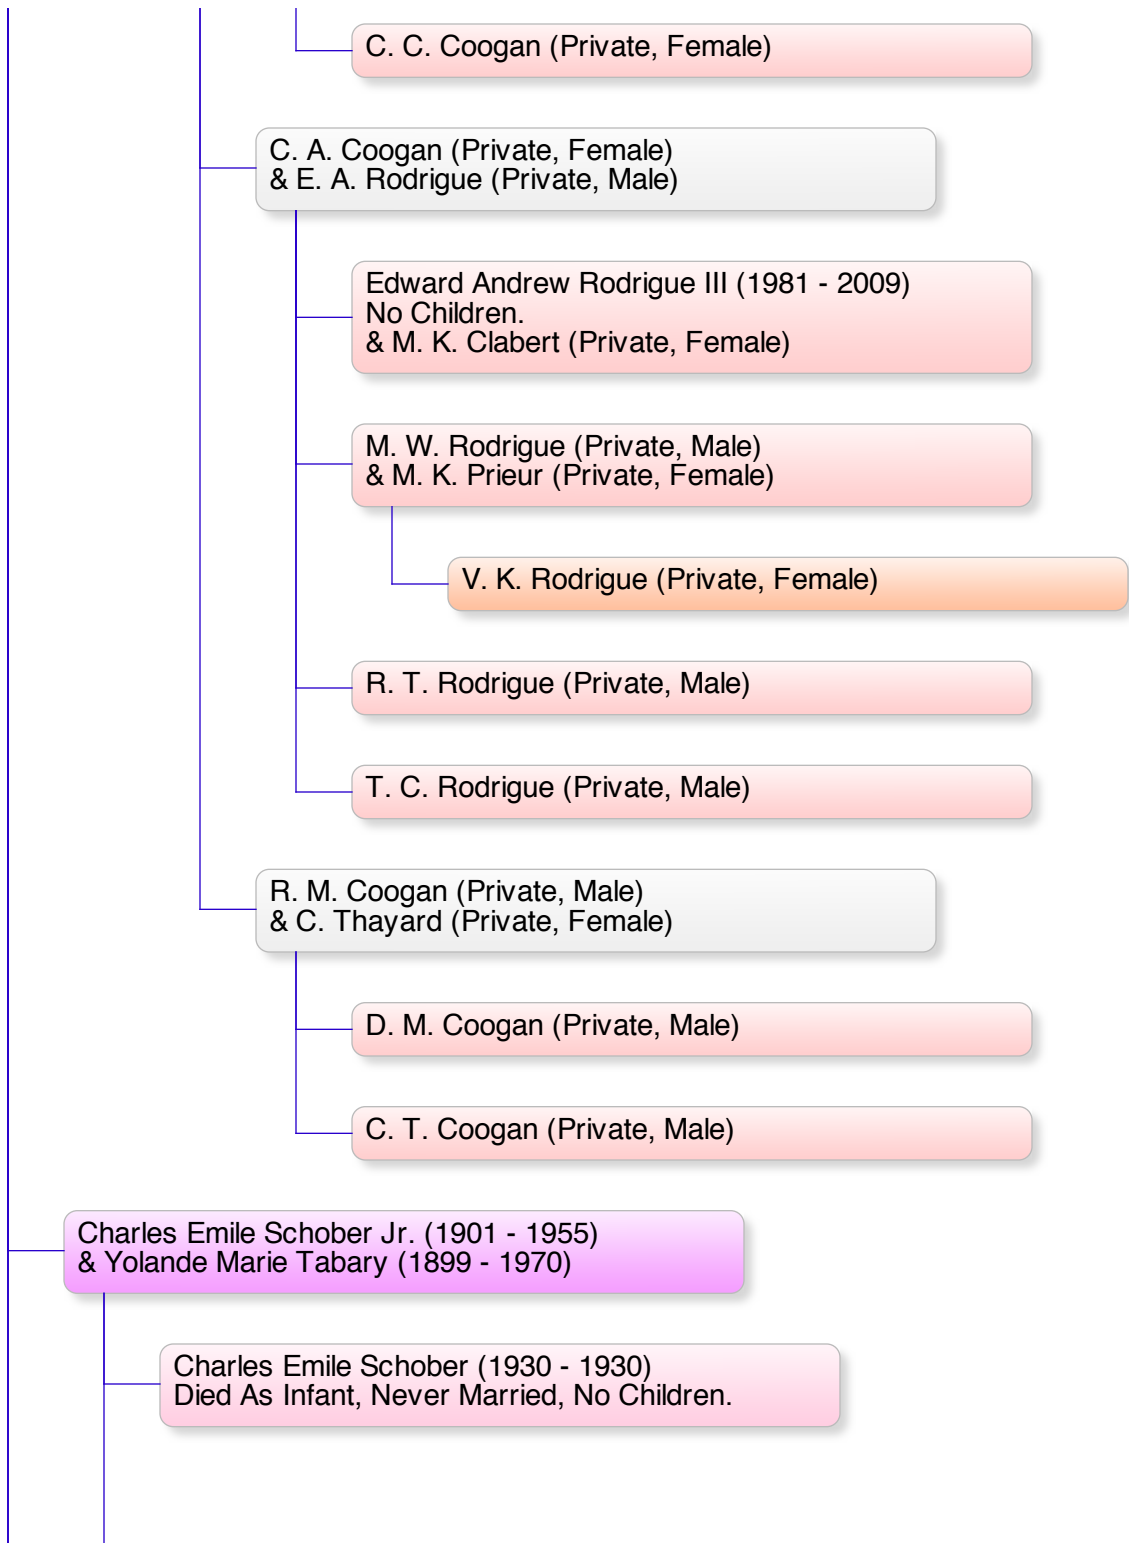 C. C. Coogan (Private, Female)
C. A. Coogan (Private, Female)
& E. A. Rodrigue (Private, Male)
Edward Andrew Rodrigue III (1981 - 2009)
No Children.
& M. K. Clabert (Private, Female)
M. W. Rodrigue (Private, Male)
& M. K. Prieur (Private, Female)
V. K. Rodrigue (Private, Female)
R. T. Rodrigue (Private, Male)
T. C. Rodrigue (Private, Male)
R. M. Coogan (Private, Male)
& C. Thayard (Private, Female)
D. M. Coogan (Private, Male)
C. T. Coogan (Private, Male)
Charles Emile Schober Jr. (1901 - 1955)
& Yolande Marie Tabary (1899 - 1970)
Charles Emile Schober (1930 - 1930)
Died As Infant, Never Married, No Children.